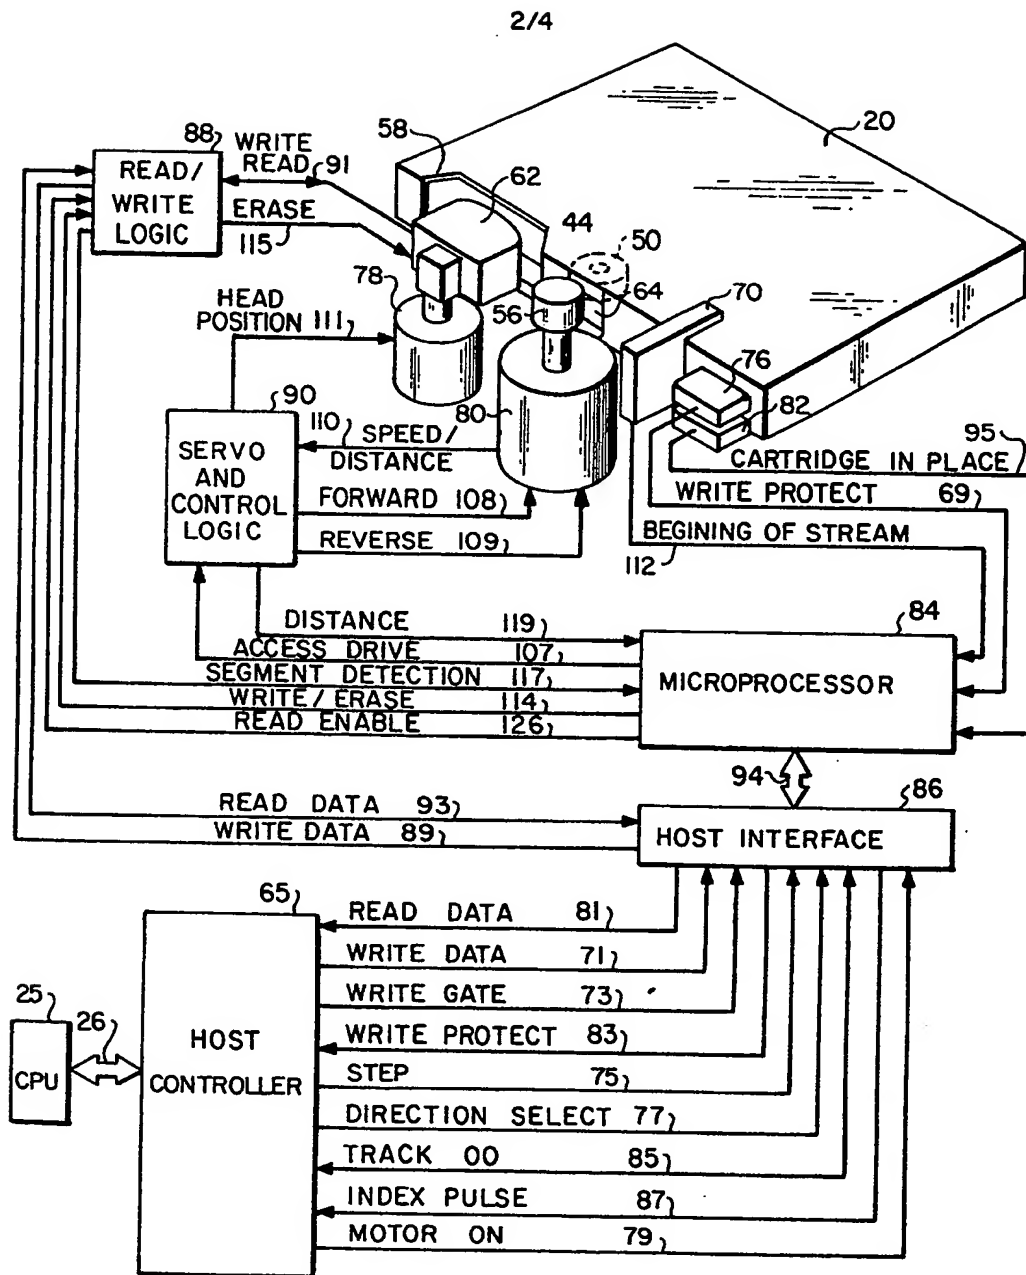 2/4
88
WRITE
READ
91
READ/
WRITE
LOGIC
ERASE
115
58
62
44
50
20
78
56
64
70
HEAD
POSITION 111
76
82
90
80
110
SPEED/
DISTANCE
SERVO
AND
CONTROL
LOGIC
FORWARD 108
REVERSE 109
CARTRIDGE IN PLACE
95
WRITE PROTECT 69
BEGINING OF STREAM
112
DISTANCE 119
84
ACCESS DRIVE 107
SEGMENT DETECTION 117
MICROPROCESSOR
WRITE/ERASE 114
READ ENABLE 126
94
86
READ DATA 93
WRITE DATA 89
HOST INTERFACE
65
READ DATA 81
WRITE DATA 71
25
26
WRITE GATE 73
CPU
HOST
CONTROLLER
WRITE PROTECT 83
STEP 75
DIRECTION SELECT 77
TRACK 00 85
INDEX PULSE 87
MOTOR ON 79